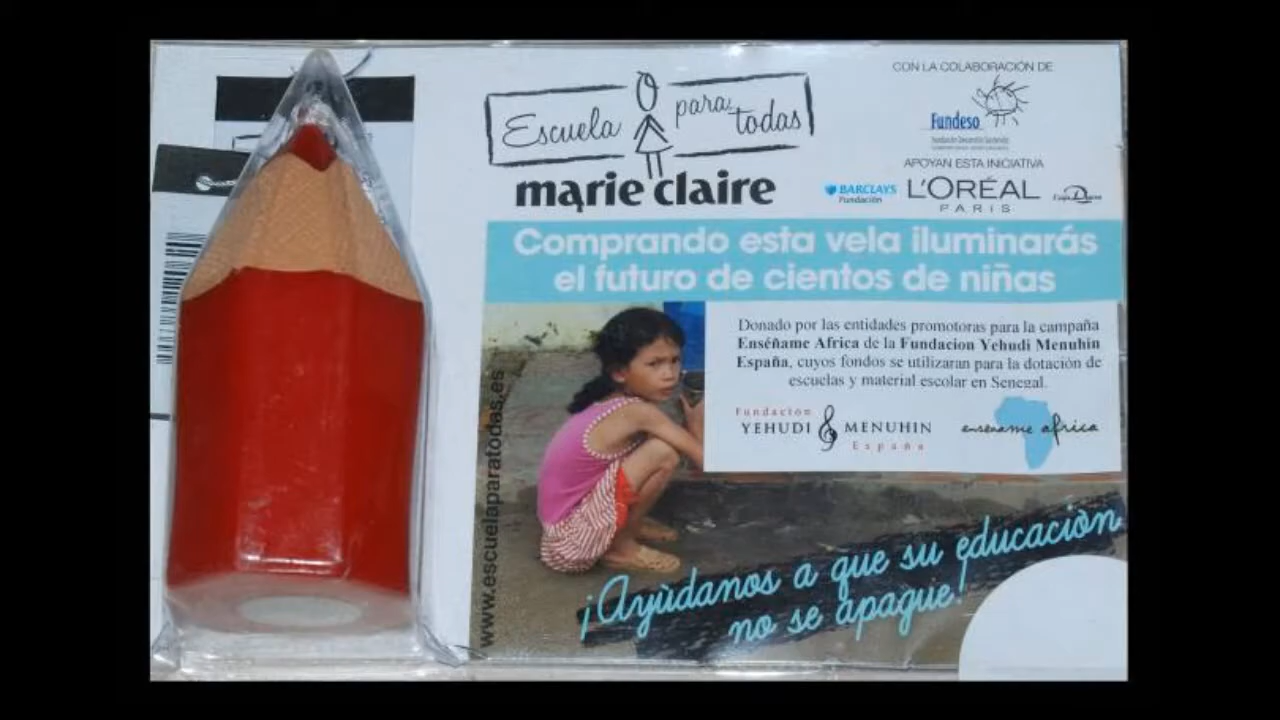 Escuela para todas
marie claire
CON LA COLABORACIÓN DE
Fundeso
APOYAN ESTA INICIATIVA
BARCLAYS
Fundación
L'ORÉAL
PARIS
Comprando esta vela iluminarás
el futuro de cientos de niñas
Donado por las entidades promotoras para la campaña
Enséñame Africa de la Fundacion Yehudi Menuhin
España, cuyos fondos se utilizaran para la dotación de
escuelas y material escolar en Senegal.
Fundación
YEHUDI MENUHIN
España
enséñame africa
www.escuelaparatodas.es
¡Ayùdanos a que su educaciòn
no se apague!